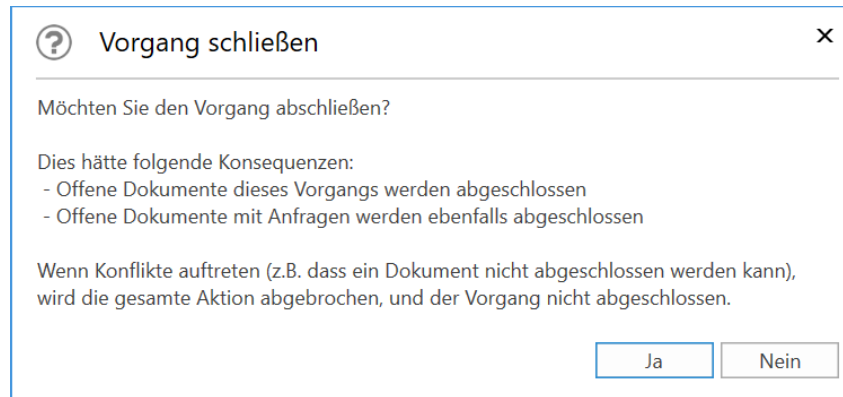 Vorgang schließen
Möchten Sie den Vorgang abschließen?
Dies hätte folgende Konsequenzen:
- Offene Dokumente dieses Vorgangs werden abgeschlossen
- Offene Dokumente mit Anfragen werden ebenfalls abgeschlossen
Wenn Konflikte auftreten (z.B. dass ein Dokument nicht abgeschlossen werden kann),
wird die gesamte Aktion abgebrochen, und der Vorgang nicht abgeschlossen.
Ja
Nein